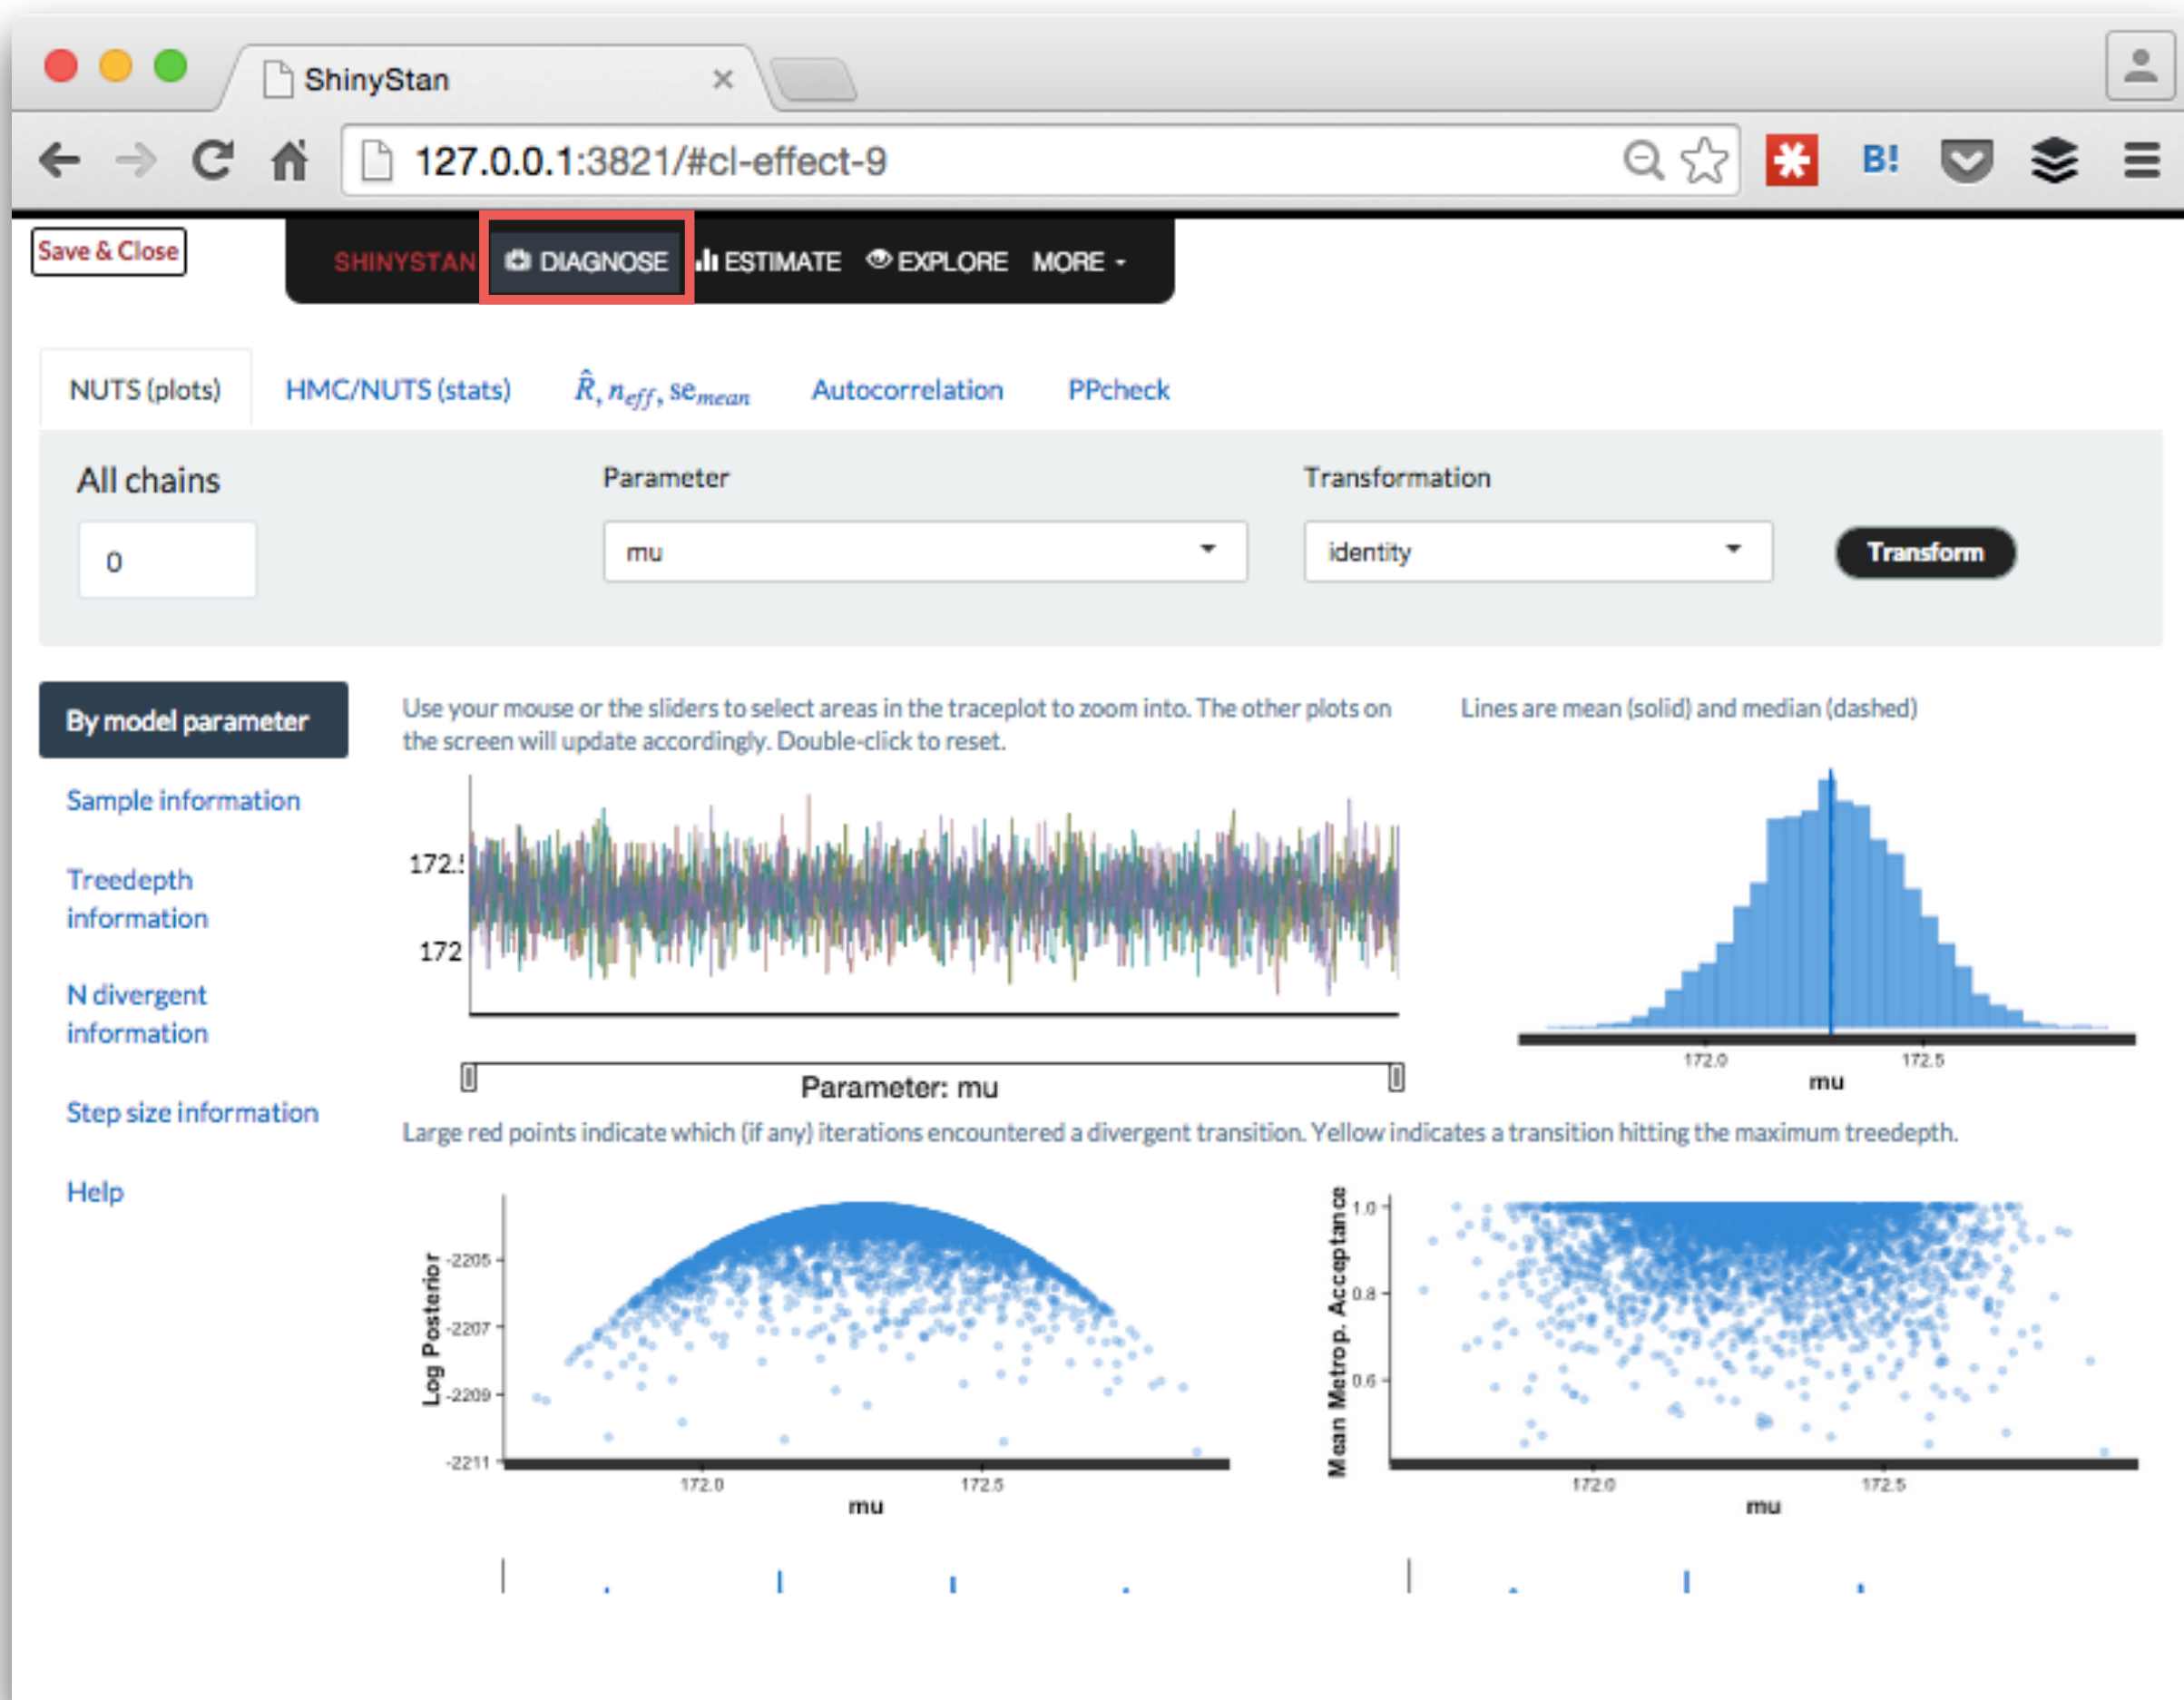 ShinyStan
127.0.0.1:3821/#cl-effect-9
B!
Save & Close
SHINYSTAN DIAGNOSE ESTIMATE EXPLORE MORE
NUTS (plots) HMC/NUTS (stats) R̂, n_eff, se_mean Autocorrelation PPcheck
All chains Parameter Transformation
0 mu identity Transform
By model parameter
Sample information
Treedepth
information
N divergent
information
Step size information
Help
Use your mouse or the sliders to select areas in the traceplot to zoom into. The other plots on
the screen will update accordingly. Double-click to reset.
Lines are mean (solid) and median (dashed)
172
Parameter: mu
172.0 172.5
mu
Large red points indicate which (if any) iterations encountered a divergent transition. Yellow indicates a transition hitting the maximum treedepth.
Log Posterior
-2205
-2207
-2209
-2211
172.0 172.5
mu
Mean Metrop. Acceptance
1.0
0.8
0.6
172.0 172.5
mu